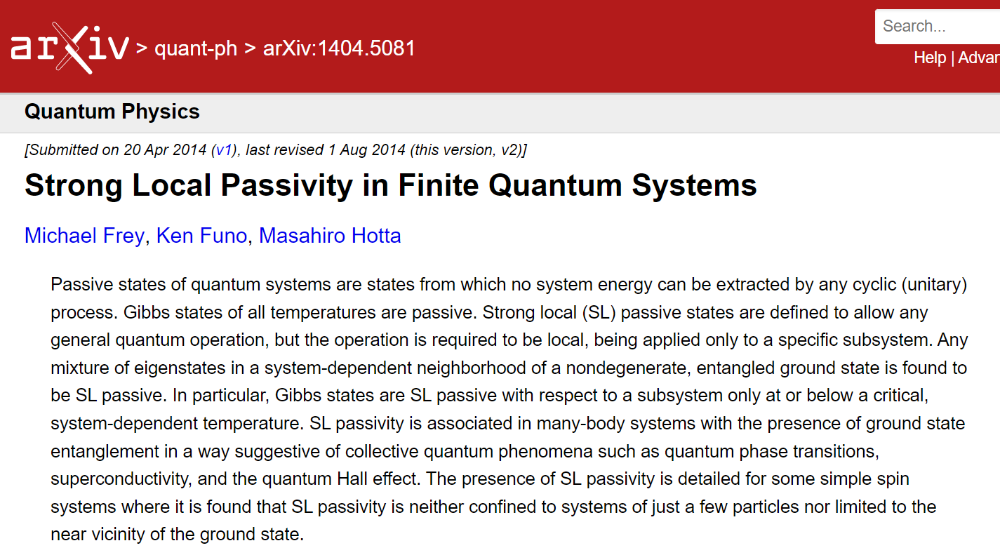 arXiv > quant-ph > arXiv:1404.5081
Search...
Help | Advar
Quantum Physics
[Submitted on 20 Apr 2014 (v1), last revised 1 Aug 2014 (this version, v2)]
Strong Local Passivity in Finite Quantum Systems
Michael Frey, Ken Funo, Masahiro Hotta
Passive states of quantum systems are states from which no system energy can be extracted by any cyclic (unitary)
process. Gibbs states of all temperatures are passive. Strong local (SL) passive states are defined to allow any
general quantum operation, but the operation is required to be local, being applied only to a specific subsystem. Any
mixture of eigenstates in a system-dependent neighborhood of a nondegenerate, entangled ground state is found to
be SL passive. In particular, Gibbs states are SL passive with respect to a subsystem only at or below a critical,
system-dependent temperature. SL passivity is associated in many-body systems with the presence of ground state
entanglement in a way suggestive of collective quantum phenomena such as quantum phase transitions,
superconductivity, and the quantum Hall effect. The presence of SL passivity is detailed for some simple spin
systems where it is found that SL passivity is neither confined to systems of just a few particles nor limited to the
near vicinity of the ground state.